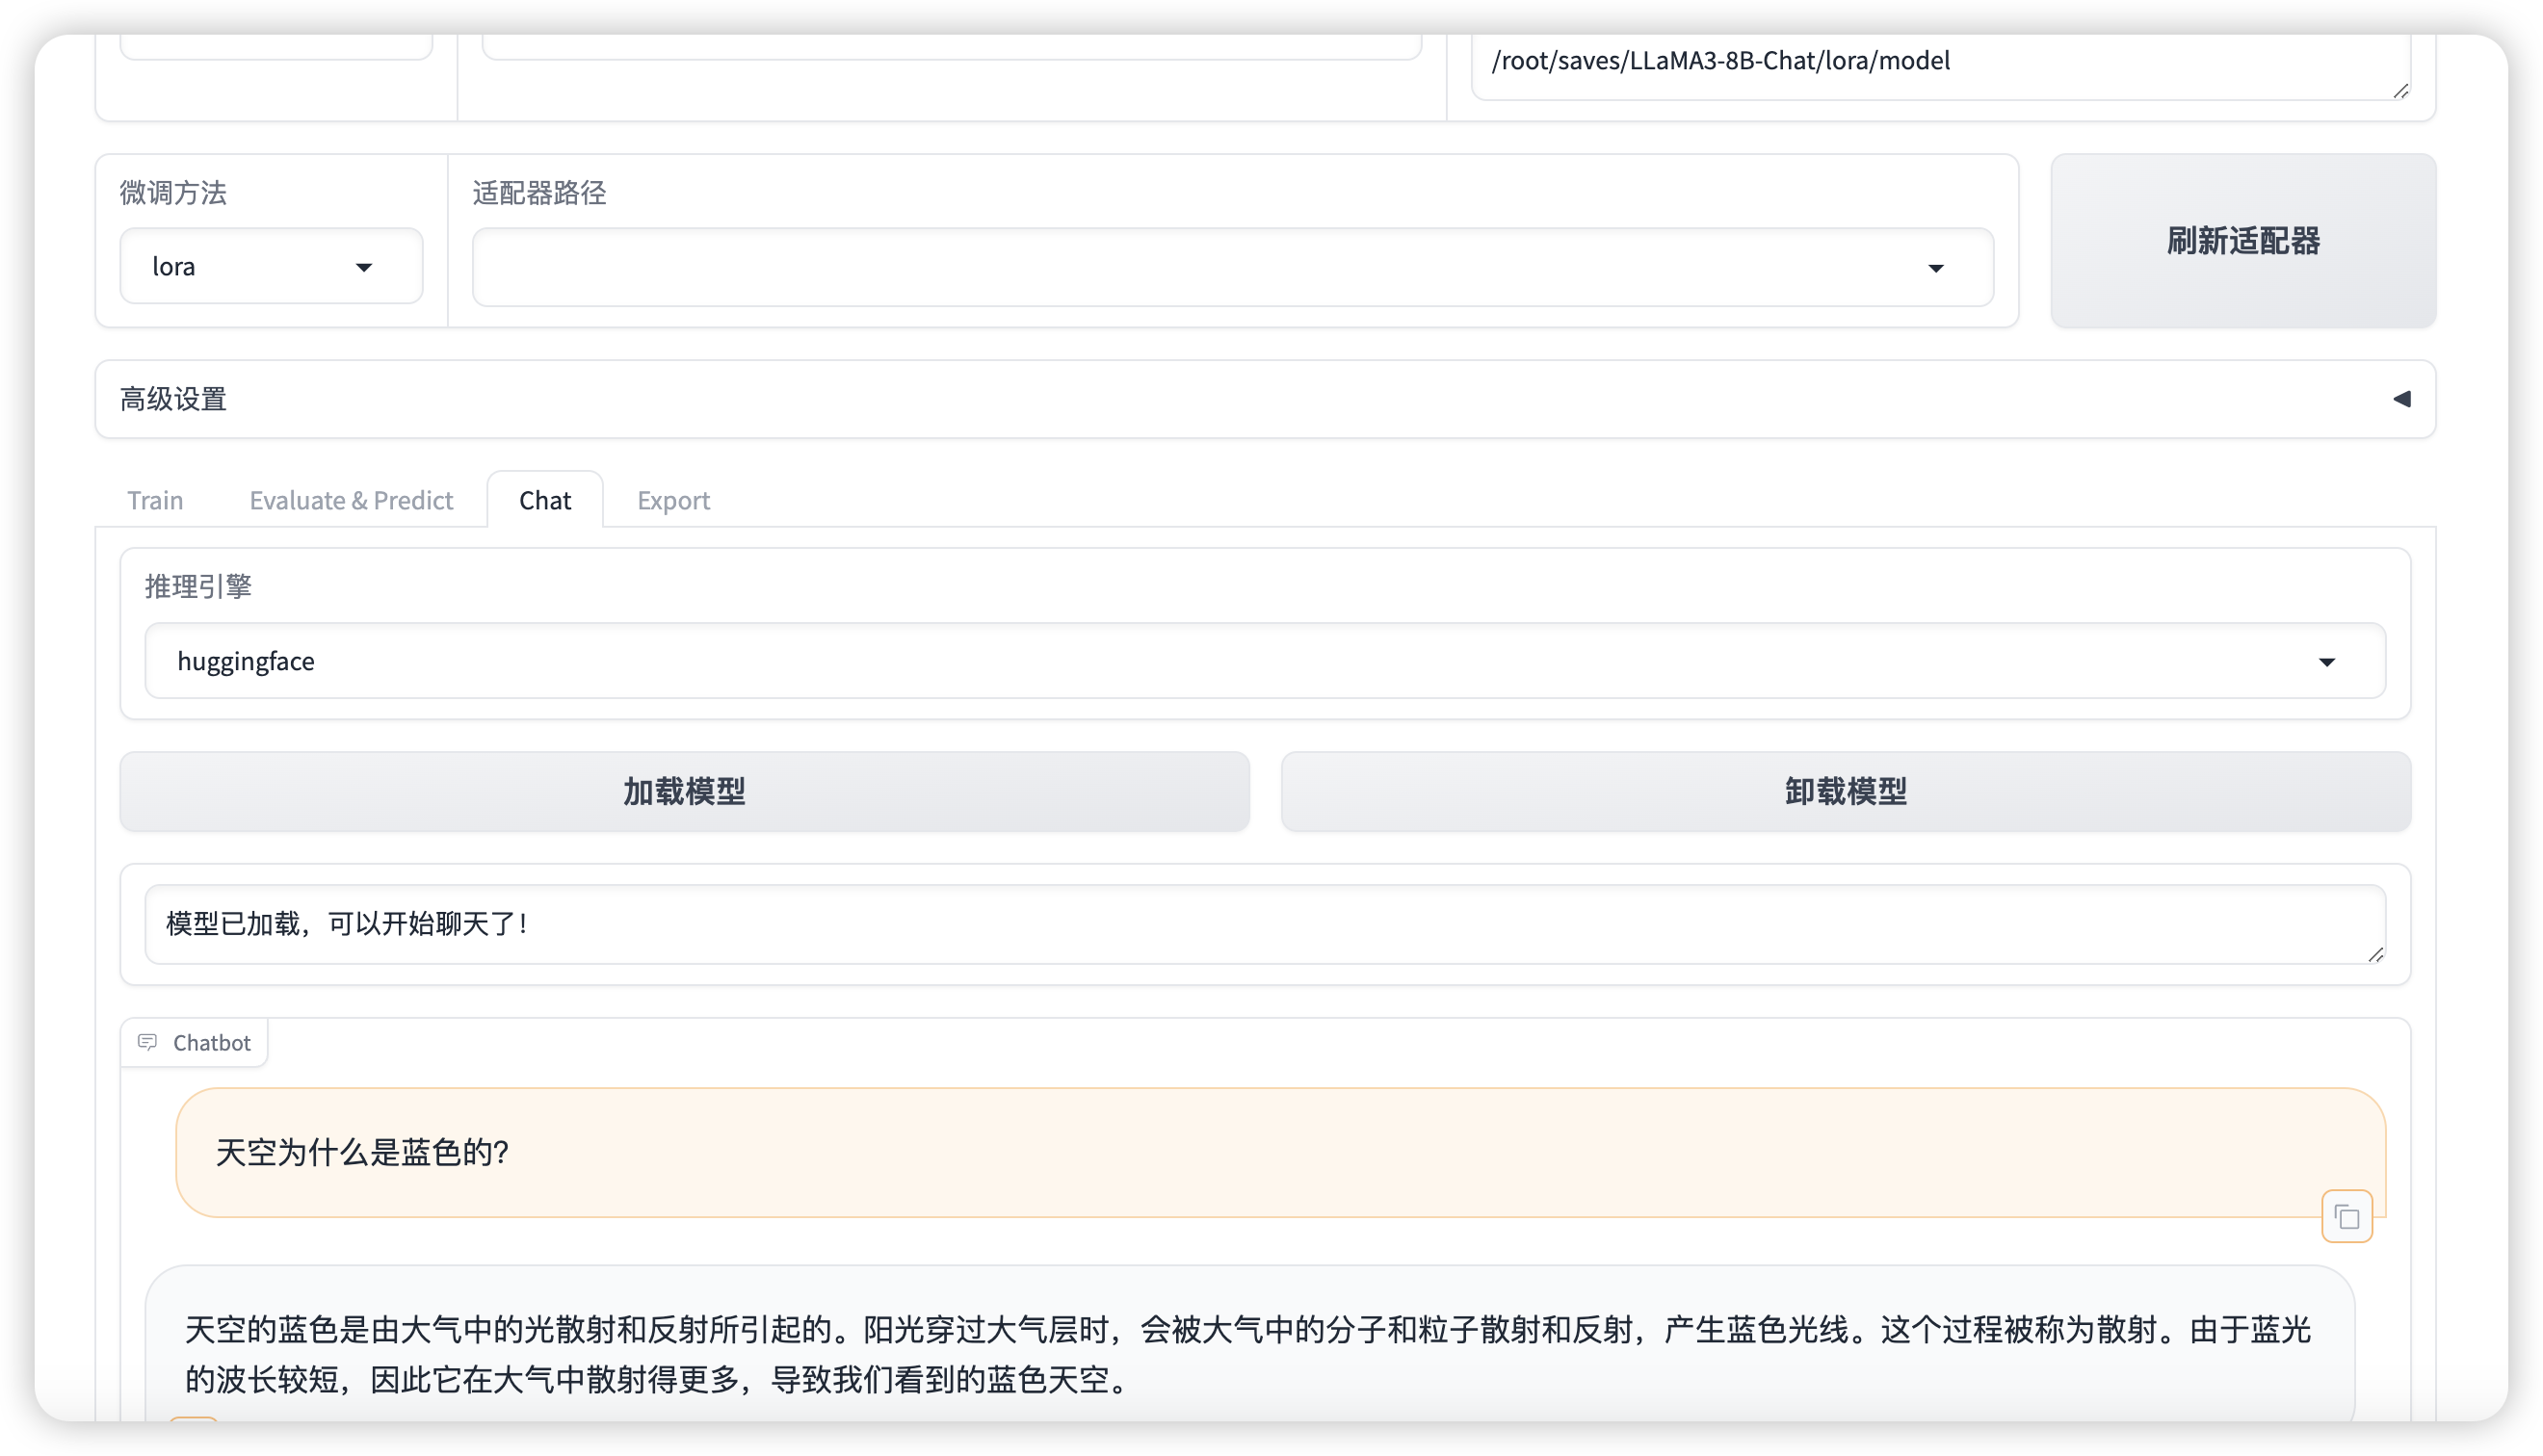 /root/saves/LLaMA3-8B-Chat/lora/model
微调方法
适配器路径
lora
刷新适配器
高级设置
Train
Evaluate & Predict
Chat
Export
推理引擎
huggingface
加载模型
卸载模型
模型已加载，可以开始聊天了！
Chatbot
天空为什么是蓝色的?
天空的蓝色是由大气中的光散射和反射所引起的。阳光穿过大气层时，会被大气中的分子和粒子散射和反射，产生蓝色光线。这个过程被称为散射。由于蓝光
的波长较短，因此它在大气中散射得更多，导致我们看到的蓝色天空。